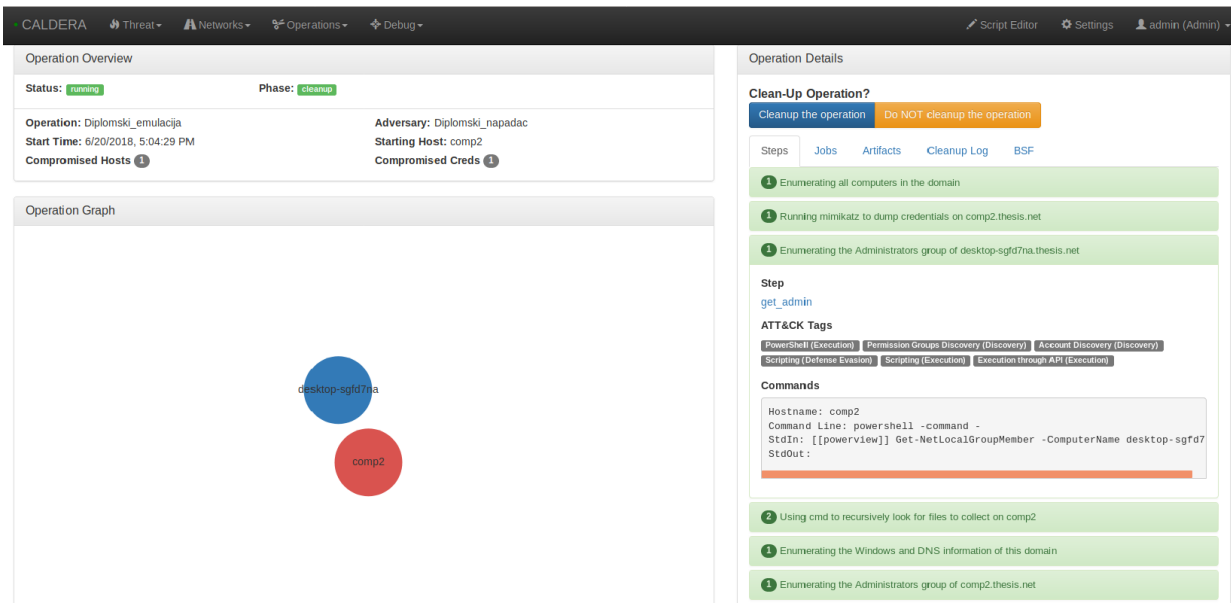 CALDERA Threat Networks Operations Debug Script Editor Settings admin (Admin)
Operation Overview
Status: running Phase: cleanup
Operation: Diplomski_emulacija Adversary: Diplomski_napadac
Start Time: 6/20/2018, 5:04:29 PM Starting Host: comp2
Compromised Hosts 1 Compromised Creds 1
Operation Graph
desktop-sgfd7na
comp2
Operation Details
Clean-Up Operation?
Cleanup the operation Do NOT cleanup the operation
Steps Jobs Artifacts Cleanup Log BSF
1 Enumerating all computers in the domain
1 Running mimikatz to dump credentials on comp2.thesis.net
1 Enumerating the Administrators group of desktop-sgfd7na.thesis.net
Step
get_admin
ATT&CK Tags
PowerShell (Execution) Permission Groups Discovery (Discovery) Account Discovery (Discovery)
Scripting (Defense Evasion) Scripting (Execution) Execution through API (Execution)
Commands
Hostname: comp2
Command Line: powershell -command -
StdIn: [[powerview]] Get-NetLocalGroupMember -ComputerName desktop-sgfd7
StdOut:
2 Using cmd to recursively look for files to collect on comp2
1 Enumerating the Windows and DNS information of this domain
1 Enumerating the Administrators group of comp2.thesis.net